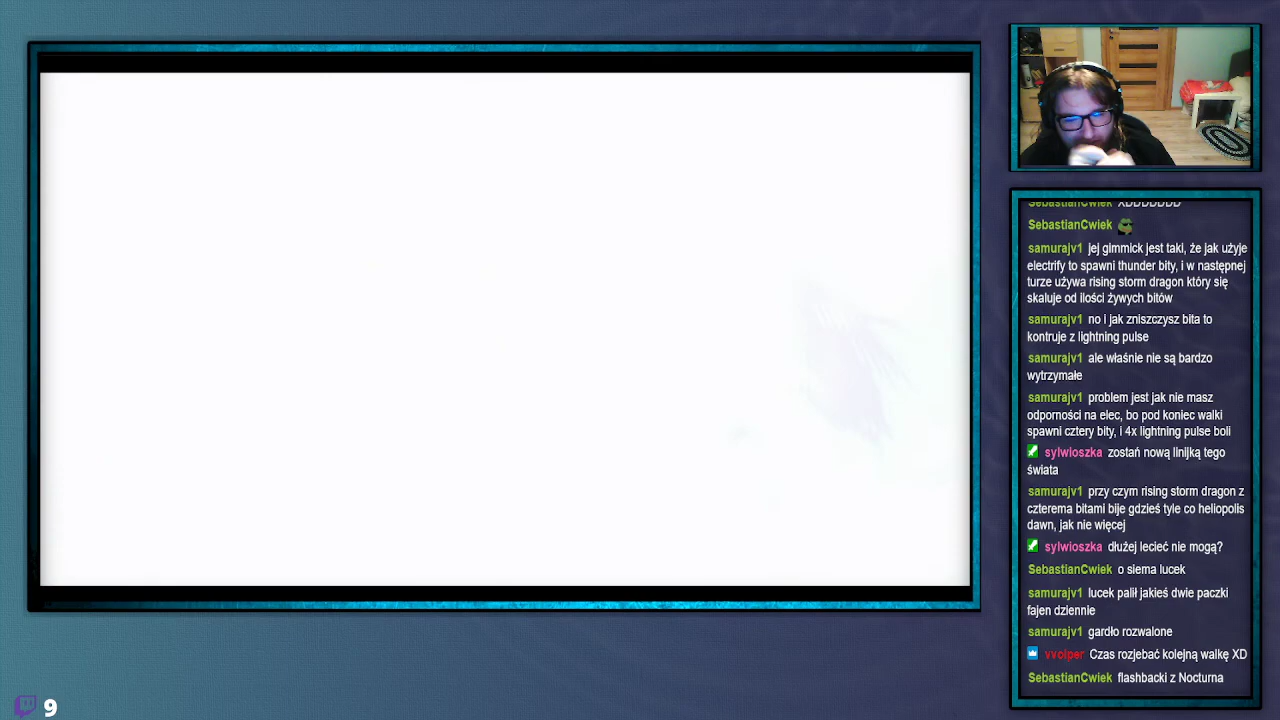 SebastianCwiek XDDDDDDD
SebastianCwiek
samurajv1 jej gimmick jest taki, że jak użyje
electrify to spawni thunder bity, i w następnej
turze używa rising storm dragon który się
skaluje od ilości żywych bitów
samurajv1 no i jak zniszczysz bita to
kontruje z lightning pulse
samurajv1 ale właśnie nie są bardzo
wytrzymałe
samurajv1 problem jest jak nie masz
odporności na elec, bo pod koniec walki
spawni cztery bity, i 4x lightning pulse boli
sylwioszka zostań nową linijką tego
świata
samurajv1 przy czym rising storm dragon z
czterema bitami bije gdzieś tyle co heliopolis
dawn, jak nie więcej
sylwioszka dłużej lecieć nie mogą?
SebastianCwiek o siema lucek
samurajv1 lucek palił jakieś dwie paczki
fajen dziennie
samurajv1 gardło rozwalone
vvolper Czas rozjebać kolejną walkę XD
SebastianCwiek flashbacki z Nocturna
9